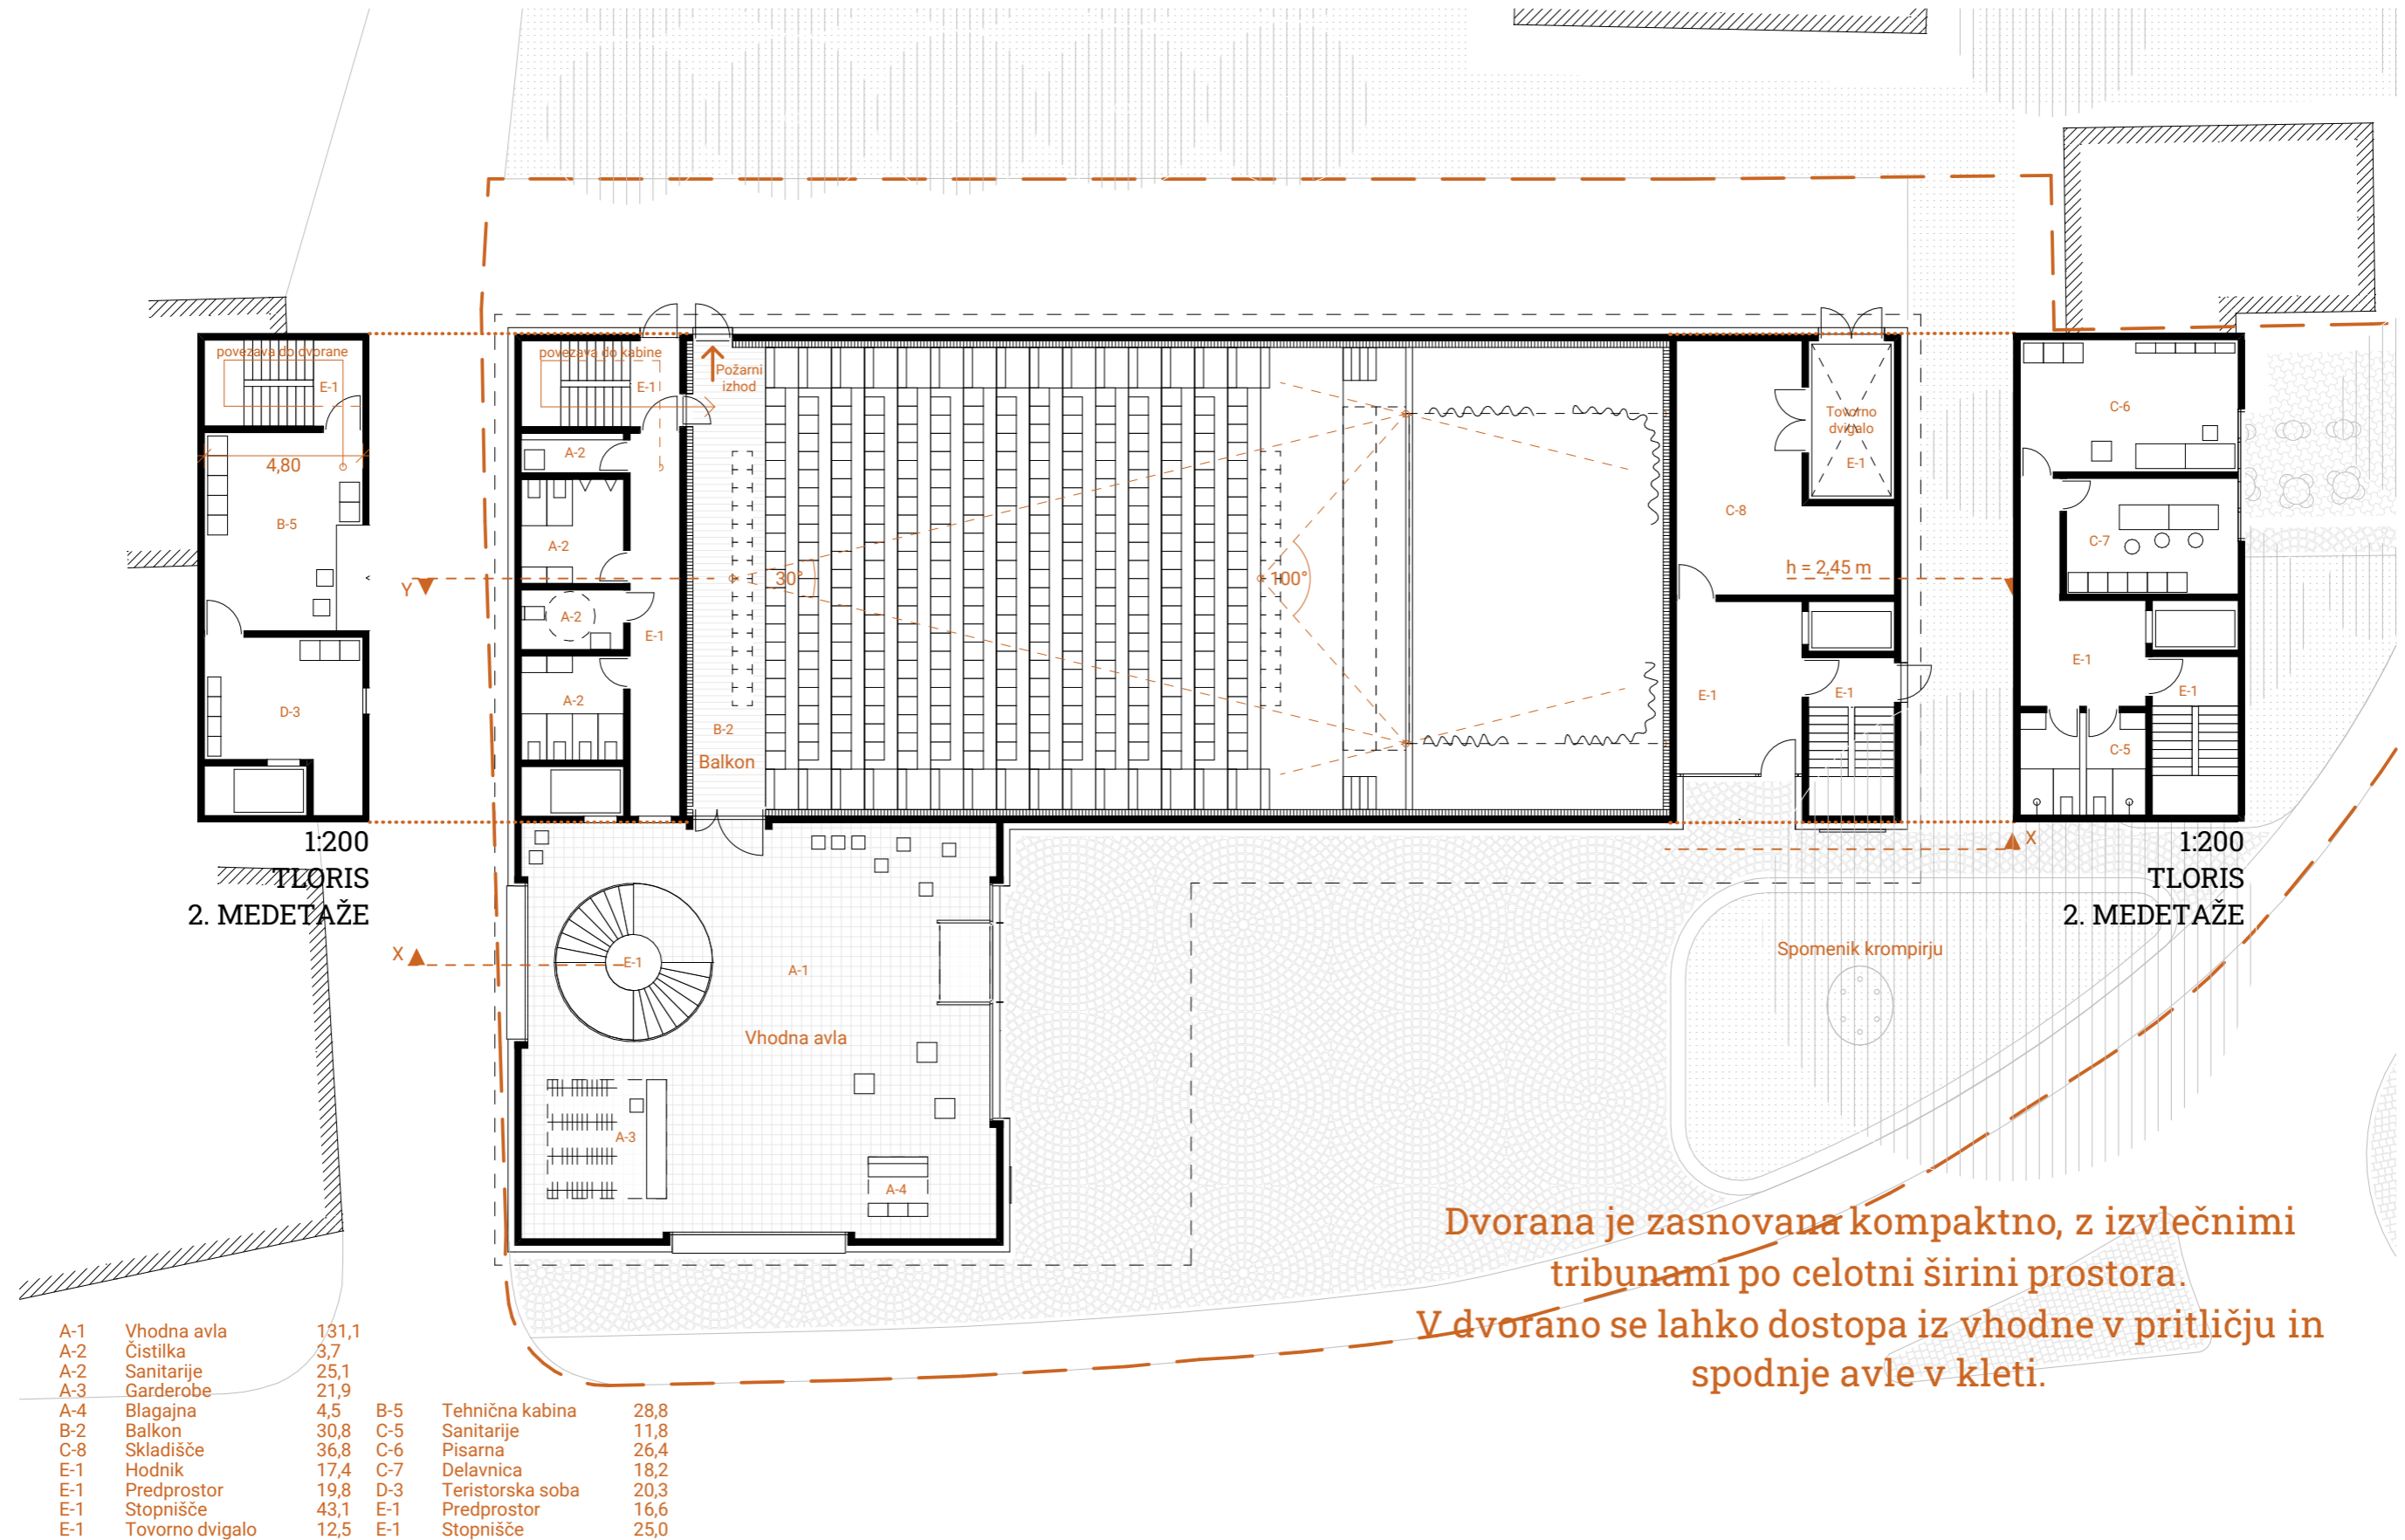 povezava do dvorane
E-1
4,80
B-5
D-3
1:200
TLORIS
2. MEDETAŽE
povezava do kabine
E-1
Požarni
izhod
A-2
A-2
A-2
E-1
A-2
B-2
Balkon
30°
100°
Y
X
E-1
A-1
Vhodna avla
A-3
A-4
Tovorno
dvigalo
E-1
C-8
h = 2,45 m
E-1
E-1
C-6
C-7
E-1
E-1
C-5
X
1:200
TLORIS
2. MEDETAŽE
Spomenik krompirju
Dvorana je zasnovana kompaktno, z izvlečnimi
tribunami po celotni širini prostora.
V dvorano se lahko dostopa iz vhodne v pritličju in
spodnje avle v kleti.
A-1 Vhodna avla 131,1
A-2 Čistilka 3,7
A-2 Sanitarije 25,1
A-3 Garderobe 21,9
A-4 Blagajna 4,5
B-2 Balkon 30,8
C-8 Skladišče 36,8
E-1 Hodnik 17,4
E-1 Predprostor 19,8
E-1 Stopnišče 43,1
E-1 Tovorno dvigalo 12,5
B-5 Tehnična kabina 28,8
C-5 Sanitarije 11,8
C-6 Pisarna 26,4
C-7 Delavnica 18,2
D-3 Teristorska soba 20,3
E-1 Predprostor 16,6
E-1 Stopnišče 25,0